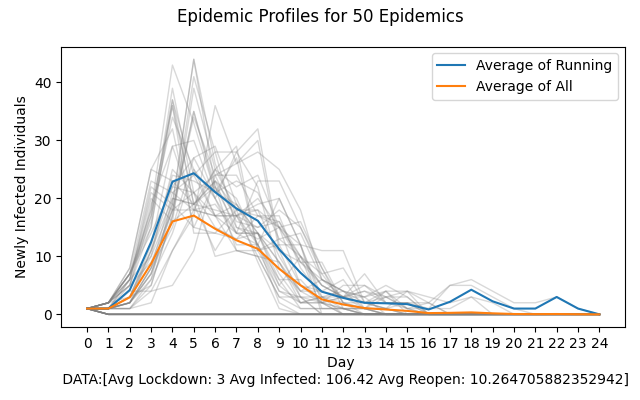 Epidemic Profiles for 50 Epidemics
Average of Running
Average of All
Newly Infected Individuals
40
30
20
10
0
0 1 2 3 4 5 6 7 8 9 10 11 12 13 14 15 16 17 18 19 20 21 22 23 24
Day
DATA:[Avg Lockdown: 3 Avg Infected: 106.42 Avg Reopen: 10.264705882352942]